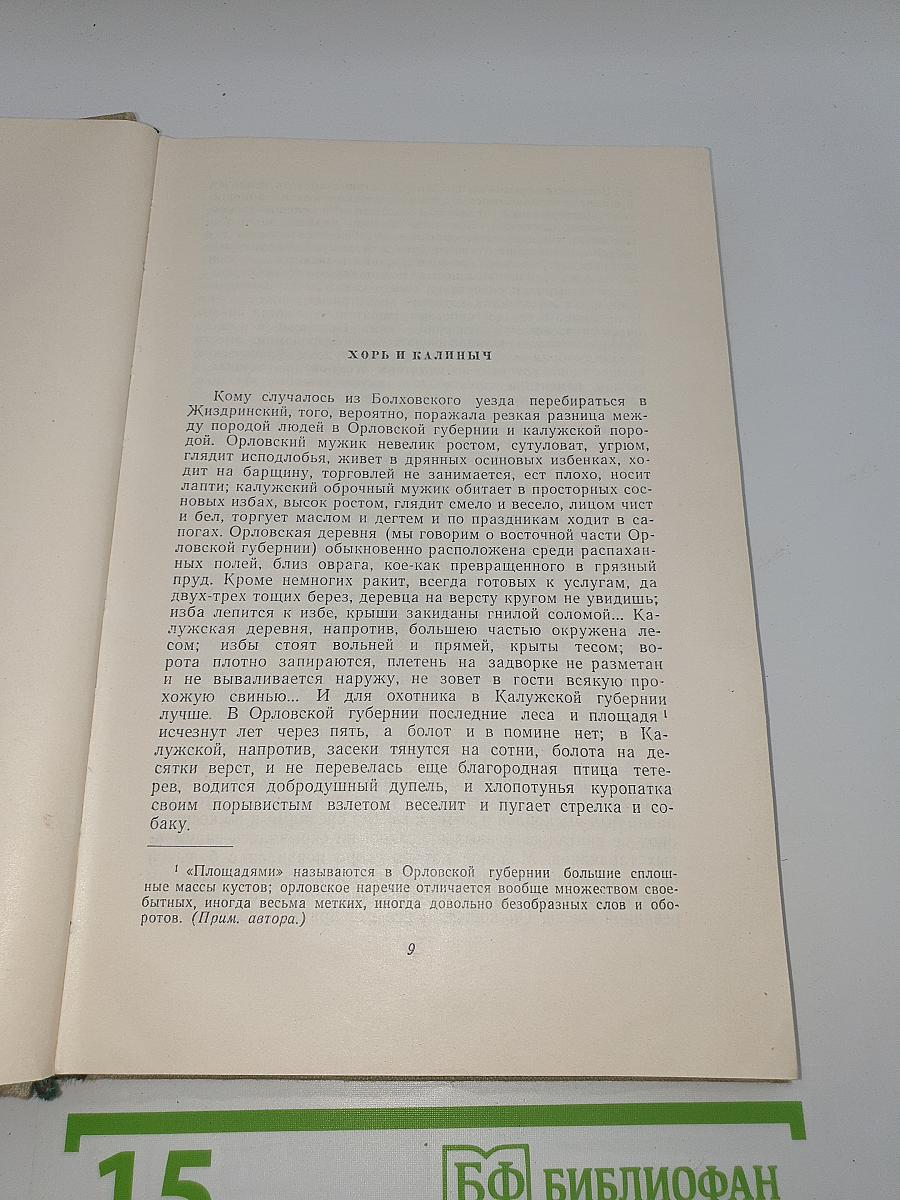 ХОРЬ И КАЛИНЫЧ
Кому случалось из Болховского уезда перебираться в
Жиздринский, того, вероятно, поражала резкая разница меж-
ду породой людей в Орловской губернии и калужской поро-
дой. Орловский мужик невелик ростом, сутуловат, угрюм,
глядит исподлобья, живет в дрянных осиновых избенках, хо-
дит на барщину, торговлей не занимается, ест плохо, носит
лапти; калужский оброчный мужик обитает в просторных сос-
новых избах, высок ростом, глядит смело и весело, лицом чист
и бел, торгует маслом и дегтем и по праздникам ходит в са-
погах. Орловская деревня (мы говорим о восточной части Ор-
ловской губернии) обыкновенно расположена среди распахан-
ных полей, близ оврага, кое-как превращенного в грязный
пруд. Кроме немногих ракит, всегда готовых к услугам, да
двух-трех тощих берез, деревца на версту кругом не увидишь;
изба лепится к избе, крыши закиданы гнилой соломой... Ка-
лужская деревня, напротив, большею частью окружена ле-
сом; избы стоят вольней и прямей, крыты тесом; во-
рота плотно запираются, плетень на задворке не разметан
и не вываливается наружу, не зовет в гости всякую про-
хожую свинью... И для охотника в Калужской губернии
лучше. В Орловской губернии последние леса и площадя ¹
исчезнут лет через пять, а болот и в помине нет; в Ка-
лужской, напротив, засеки тянутся на сотни, болота на де-
сятки верст, и не перевелась еще благородная птица тете-
рев, водится добродушный дупель, и хлопотунья куропатка
своим порывистым взлетом веселит и пугает стрелка и со-
баку.
¹ «Площадями» называются в Орловской губернии большие сплош-
ные массы кустов; орловское наречие отличается вообще множеством свое-
бытных, иногда весьма метких, иногда довольно безобразных слов и обо-
ротов. (Прим. автора.)
9
15
БФ БИБЛИОФАН